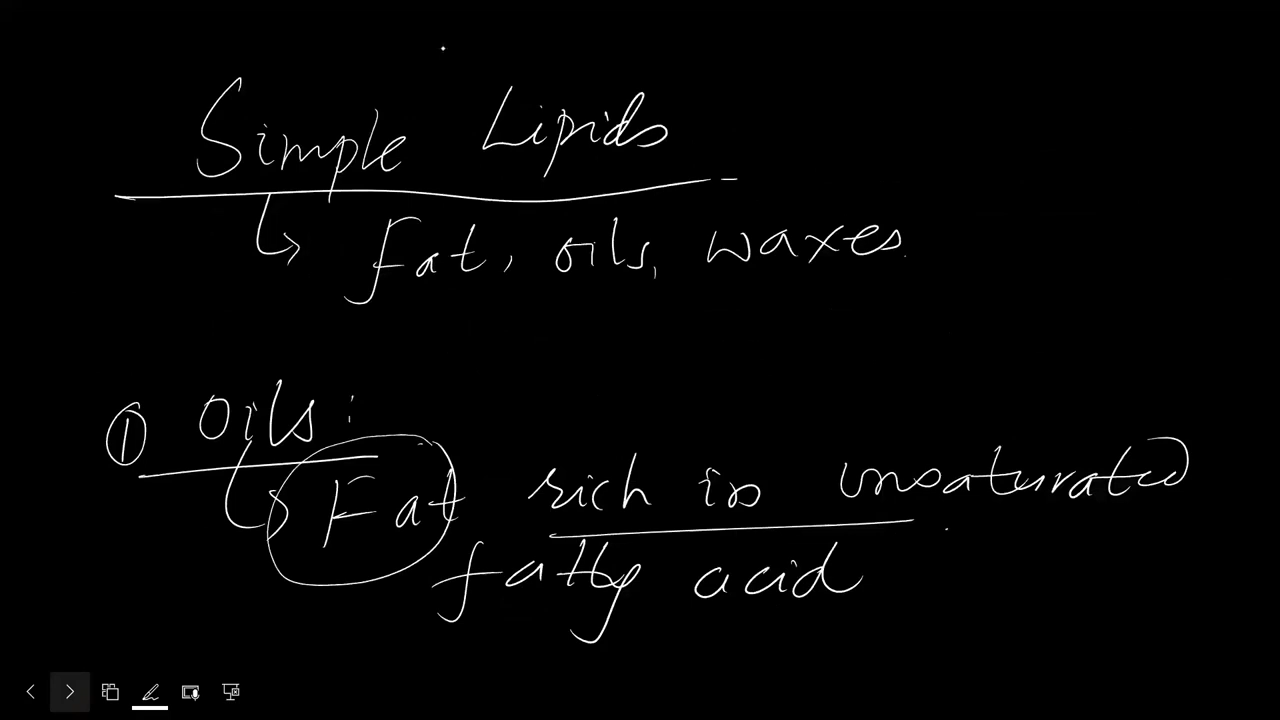 Simple Lipids
↳ Fat, oils, waxes
① Oils:
↳ Fat rich in unsaturated
fatty acid